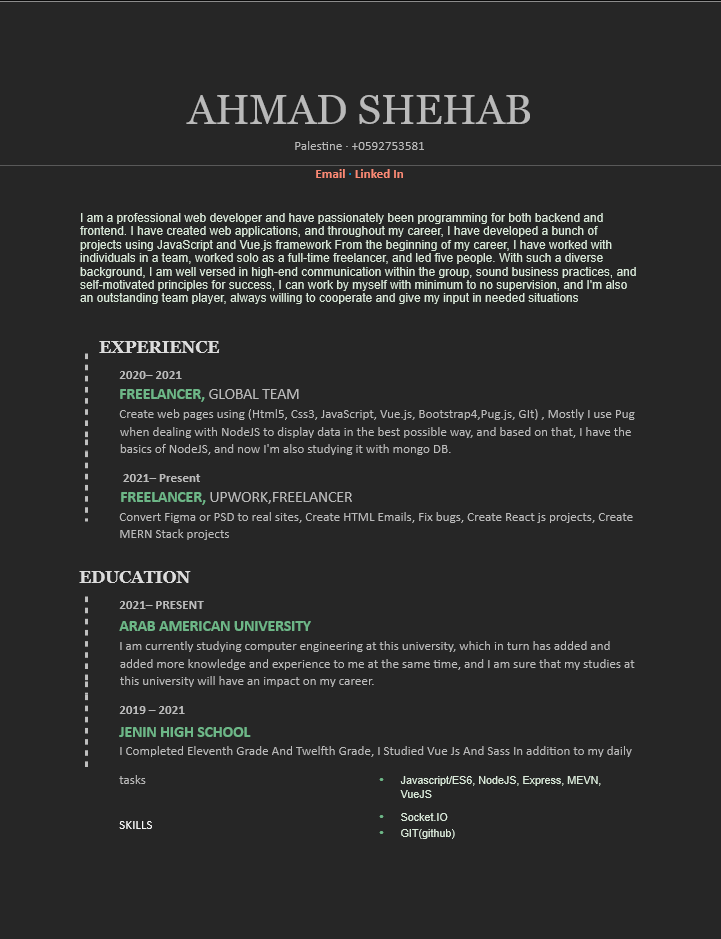 AHMAD SHEHAB
Palestine · +0592753581
Email · Linked In
I am a professional web developer and have passionately been programming for both backend and
frontend. I have created web applications, and throughout my career, I have developed a bunch of
projects using JavaScript and Vue.js framework From the beginning of my career, I have worked with
individuals in a team, worked solo as a full-time freelancer, and led five people. With such a diverse
background, I am well versed in high-end communication within the group, sound business practices, and
self-motivated principles for success, I can work by myself with minimum to no supervision, and I'm also
an outstanding team player, always willing to cooperate and give my input in needed situations
EXPERIENCE
2020– 2021
FREELANCER, GLOBAL TEAM
Create web pages using (Html5, Css3, JavaScript, Vue.js, Bootstrap4,Pug.js, GIt) , Mostly I use Pug
when dealing with NodeJS to display data in the best possible way, and based on that, I have the
basics of NodeJS, and now I'm also studying it with mongo DB.
2021– Present
FREELANCER, UPWORK,FREELANCER
Convert Figma or PSD to real sites, Create HTML Emails, Fix bugs, Create React js projects, Create
MERN Stack projects
EDUCATION
2021– PRESENT
ARAB AMERICAN UNIVERSITY
I am currently studying computer engineering at this university, which in turn has added and
added more knowledge and experience to me at the same time, and I am sure that my studies at
this university will have an impact on my career.
2019 – 2021
JENIN HIGH SCHOOL
I Completed Eleventh Grade And Twelfth Grade, I Studied Vue Js And Sass In addition to my daily
tasks
SKILLS
• Javascript/ES6, NodeJS, Express, MEVN,
VueJS
• Socket.IO
• GIT(github)